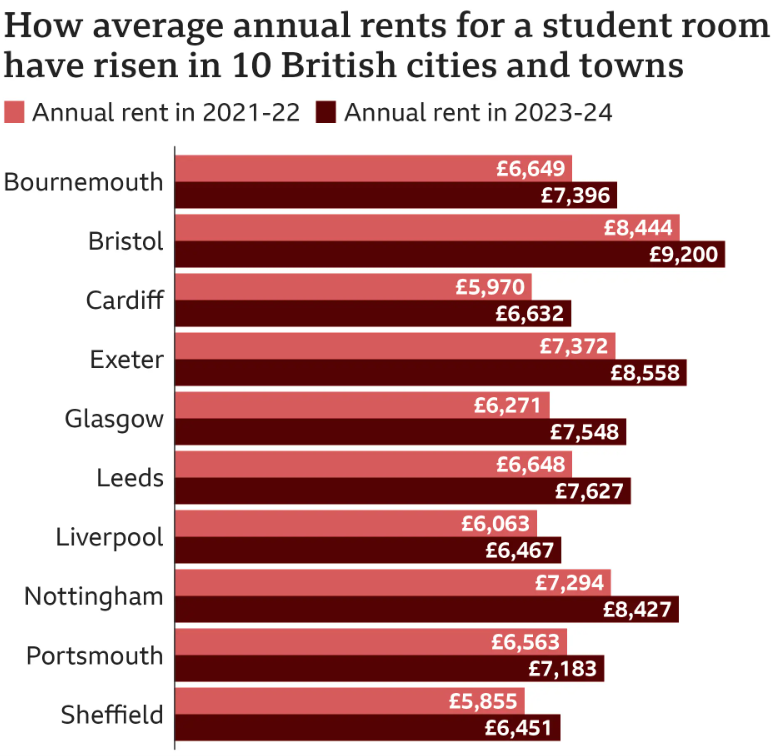 How average annual rents for a student room
have risen in 10 British cities and towns
Annual rent in 2021-22 Annual rent in 2023-24
Bournemouth £6,649
£7,396
Bristol £8,444
£9,200
Cardiff £5,970
£6,632
Exeter £7,372
£8,558
Glasgow £6,271
£7,548
Leeds £6,648
£7,627
Liverpool £6,063
£6,467
Nottingham £7,294
£8,427
Portsmouth £6,563
£7,183
Sheffield £5,855
£6,451